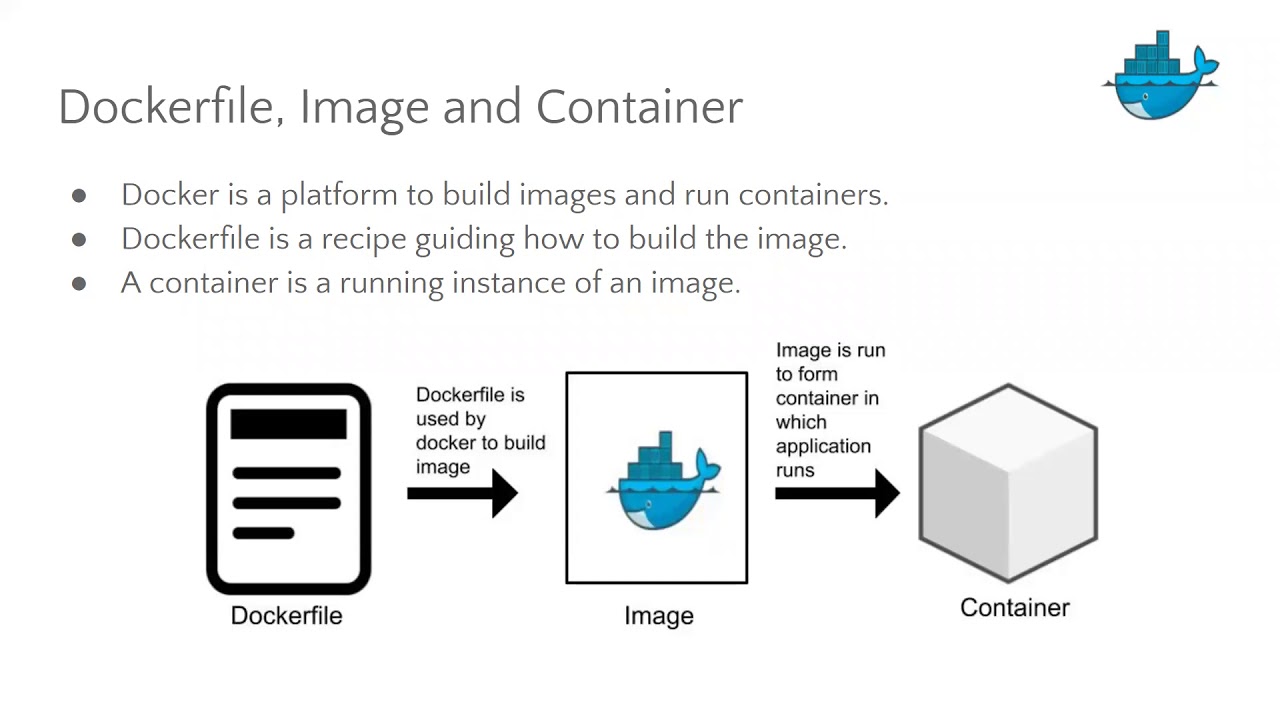 Dockerfile, Image and Container
● Docker is a platform to build images and run containers.
● Dockerfile is a recipe guiding how to build the image.
● A container is a running instance of an image.
Dockerfile is
used by
docker to build
image
Image is run
to form
container in
which
application
runs
Dockerfile
Image
Container